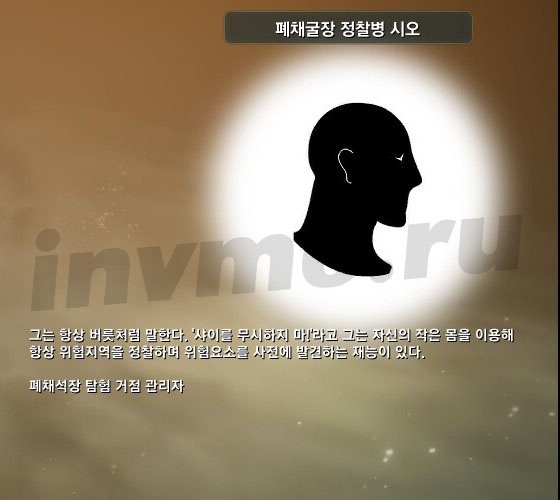 폐채굴장 정찰병 시오
invmo.ru
그는 항상 버릇처럼 말한다. '샤이를 무시하지 마!'라고 그는 자신의 작은 몸을 이용해
항상 위험지역을 정찰하며 위험요소를 사전에 발견하는 재능이 있다.
폐채석장 탐험 거점 관리자